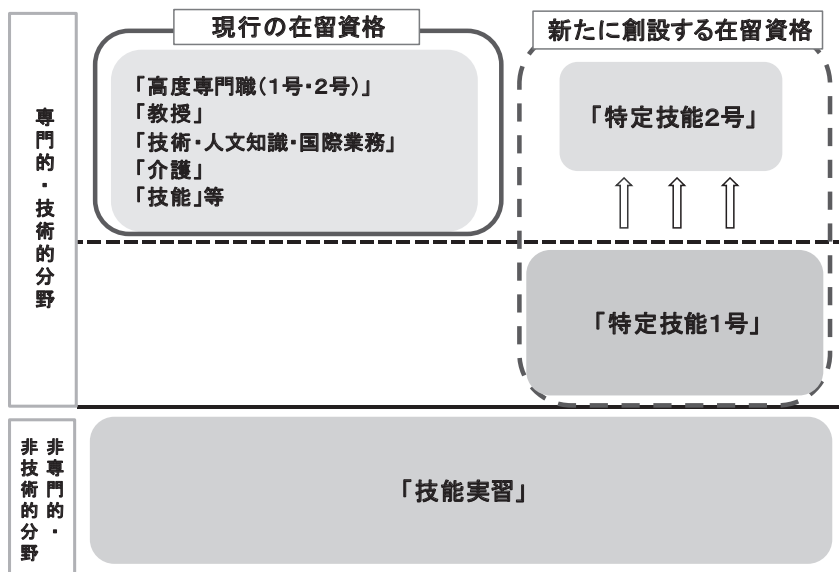 現行の在留資格
新たに創設する在留資格
専門的・技術的分野
「高度専門職(1号・2号)」
「教授」
「技術・人文知識・国際業務」
「介護」
「技能」等
「特定技能2号」
「特定技能1号」
非専門的・
非技術的分野
「技能実習」